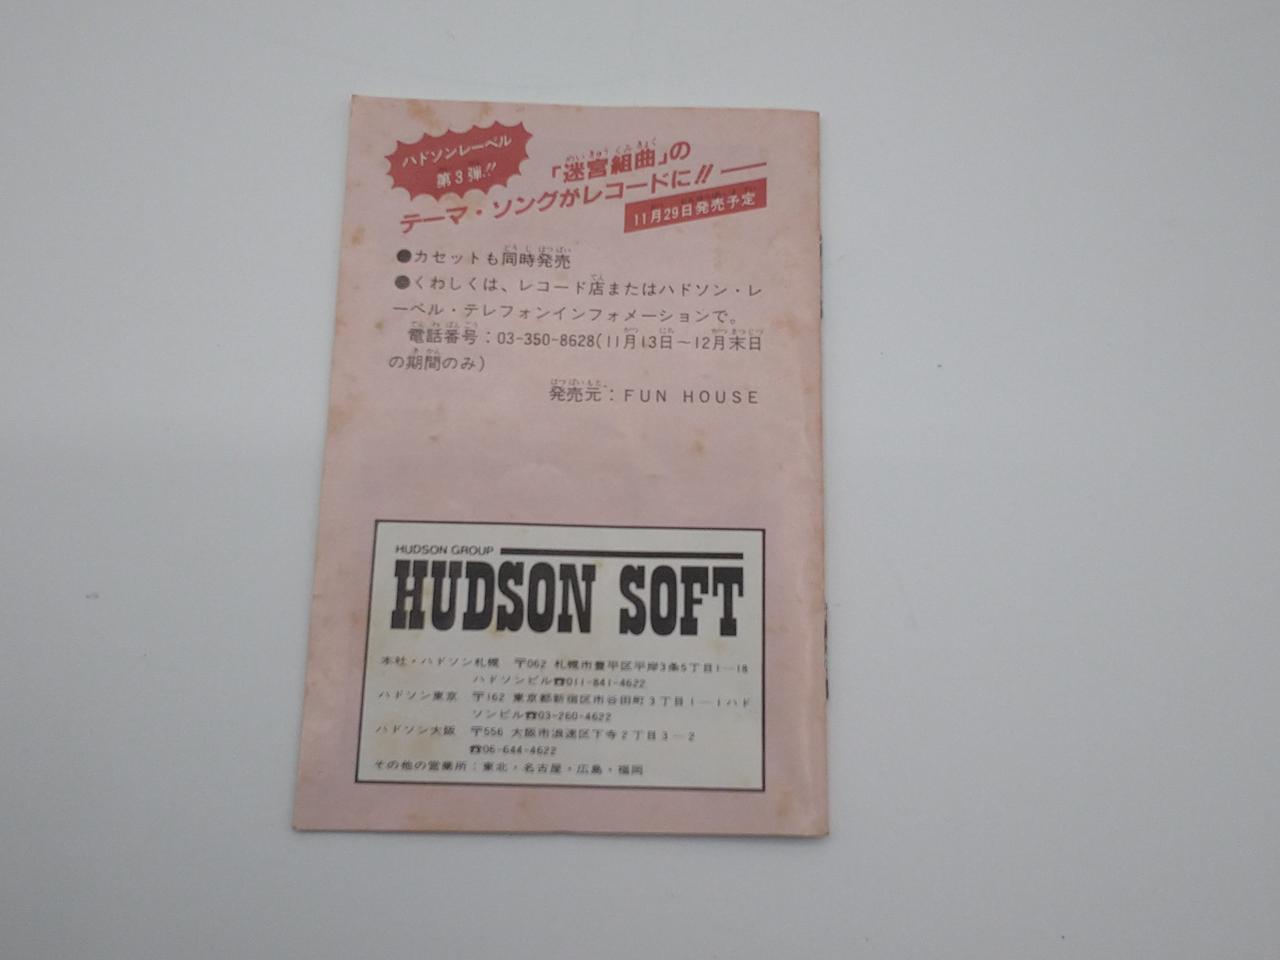 ハドソンレーベル
第3弾!!
「迷宮組曲」の
テーマ・ソングがレコードに!!
11月29日発売予定
●カセットも同時発売
●くわしくは、レコード店またはハドソン・レ
ーベル・テレフォンインフォメーションで。
電話番号：03-350-8628(11月13日～12月末日
の期間のみ)
発売元：FUN HOUSE
HUDSON GROUP
HUDSON SOFT
本社・ハドソン札幌 〒062 札幌市豊平区平岸3条5丁目1-18
ハドソンビル☎011-841-4622
ハドソン東京 〒162 東京都新宿区市谷田町3丁目1-1ハド
ソンビル☎03-260-4622
ハドソン大阪 〒556 大阪市浪速区下寺2丁目3-2
☎06-644-4622
その他の営業所：東北・名古屋・広島・福岡